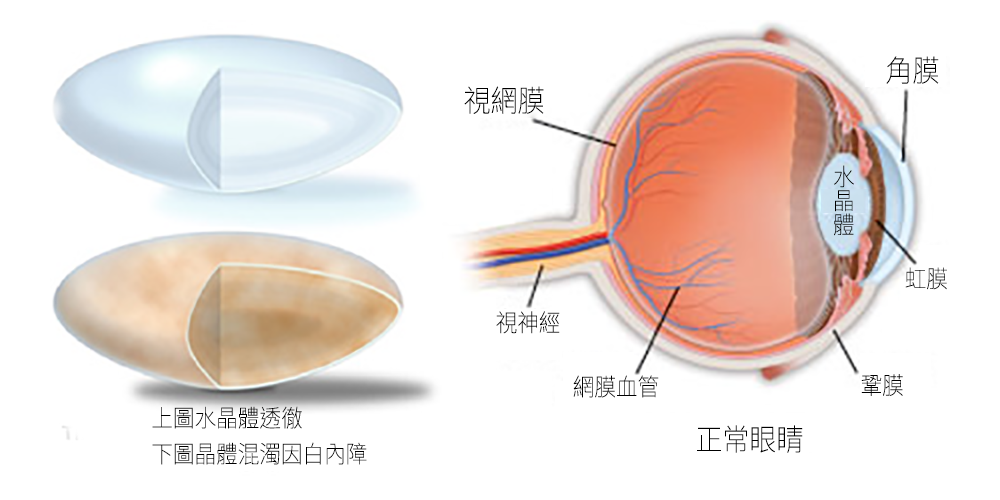 上圖水晶體透徹
下圖晶體混濁因白內障
視網膜
角膜
水晶體
虹膜
視神經
網膜血管
鞏膜
正常眼睛